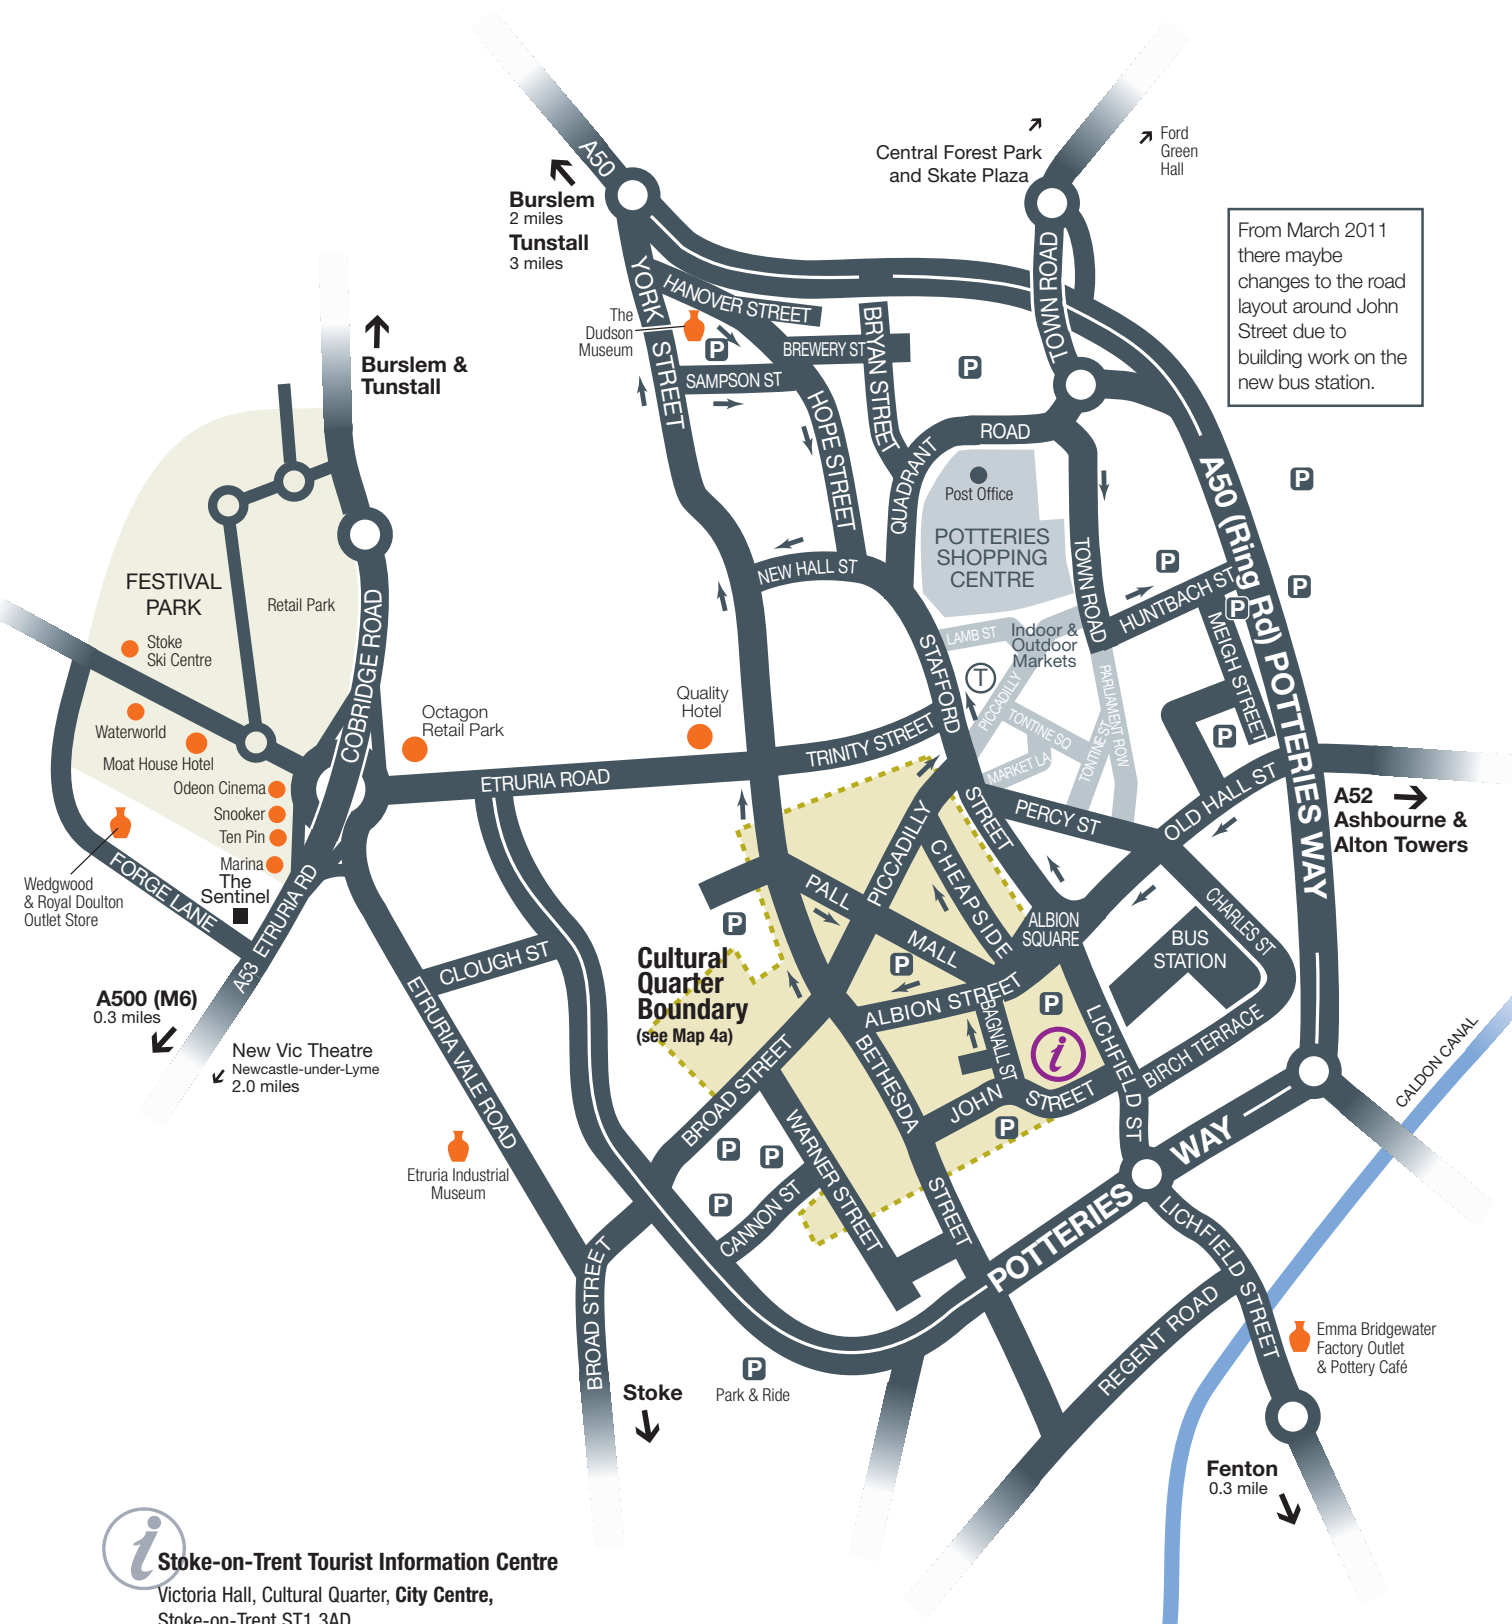 A50
Burslem
2 miles
Tunstall
3 miles
Central Forest Park
and Skate Plaza
Ford
Green
Hall
From March 2011
there maybe
changes to the road
layout around John
Street due to
building work on the
new bus station.
Burslem &
Tunstall
YORK STREET
HANOVER STREET
The
Dudson
Museum
P
BREWERY ST
SAMPSON ST
BRYAN STREET
HOPE STREET
P
TOWN ROAD
QUADRANT ROAD
Post Office
POTTERIES
SHOPPING
CENTRE
TOWN ROAD
A50 (Ring Rd) POTTERIES WAY
P
P
P
P
HUNTBACH ST
MEIGH STREET
P
NEW HALL ST
STAFFORD STREET
LAMB ST
Indoor &
Outdoor
Markets
T
PICCADILLY
TONTINE SQ
MARKET LA
TONTINE ST
PARLIAMENT ROW
FESTIVAL
PARK
Retail Park
Stoke
Ski Centre
Waterworld
Moat House Hotel
Odeon Cinema
Snooker
Ten Pin
Marina
The
Sentinel
COBRIDGE ROAD
Octagon
Retail Park
Quality
Hotel
ETRURIA ROAD
TRINITY STREET
PERCY ST
OLD HALL ST
A52
Ashbourne &
Alton Towers
Wedgwood
& Royal Doulton
Outlet Store
FORGE LANE
ETRURIA RD
A53
A500 (M6)
0.3 miles
New Vic Theatre
Newcastle-under-Lyme
2.0 miles
CLOUGH ST
ETRURIA VALE ROAD
P
Cultural
Quarter
Boundary
(see Map 4a)
PALL MALL
PICCADILLY
CHEAPSIDE
ALBION
SQUARE
P
ALBION STREET
BAGNALL ST
P
i
CHARLES ST
BUS
STATION
LICHFIELD ST
BIRCH TERRACE
BETHESDA STREET
JOHN STREET
P
BROAD STREET
WARNER STREET
P
P
P
CANNON ST
Etruria Industrial
Museum
BROAD STREET
Stoke
P
Park & Ride
POTTERIES WAY
CALDON CANAL
LICHFIELD STREET
REGENT ROAD
Emma Bridgewater
Factory Outlet
& Pottery Café
Fenton
0.3 mile
i
Stoke-on-Trent Tourist Information Centre
Victoria Hall, Cultural Quarter, City Centre,
Stoke-on-Trent ST1 3AD